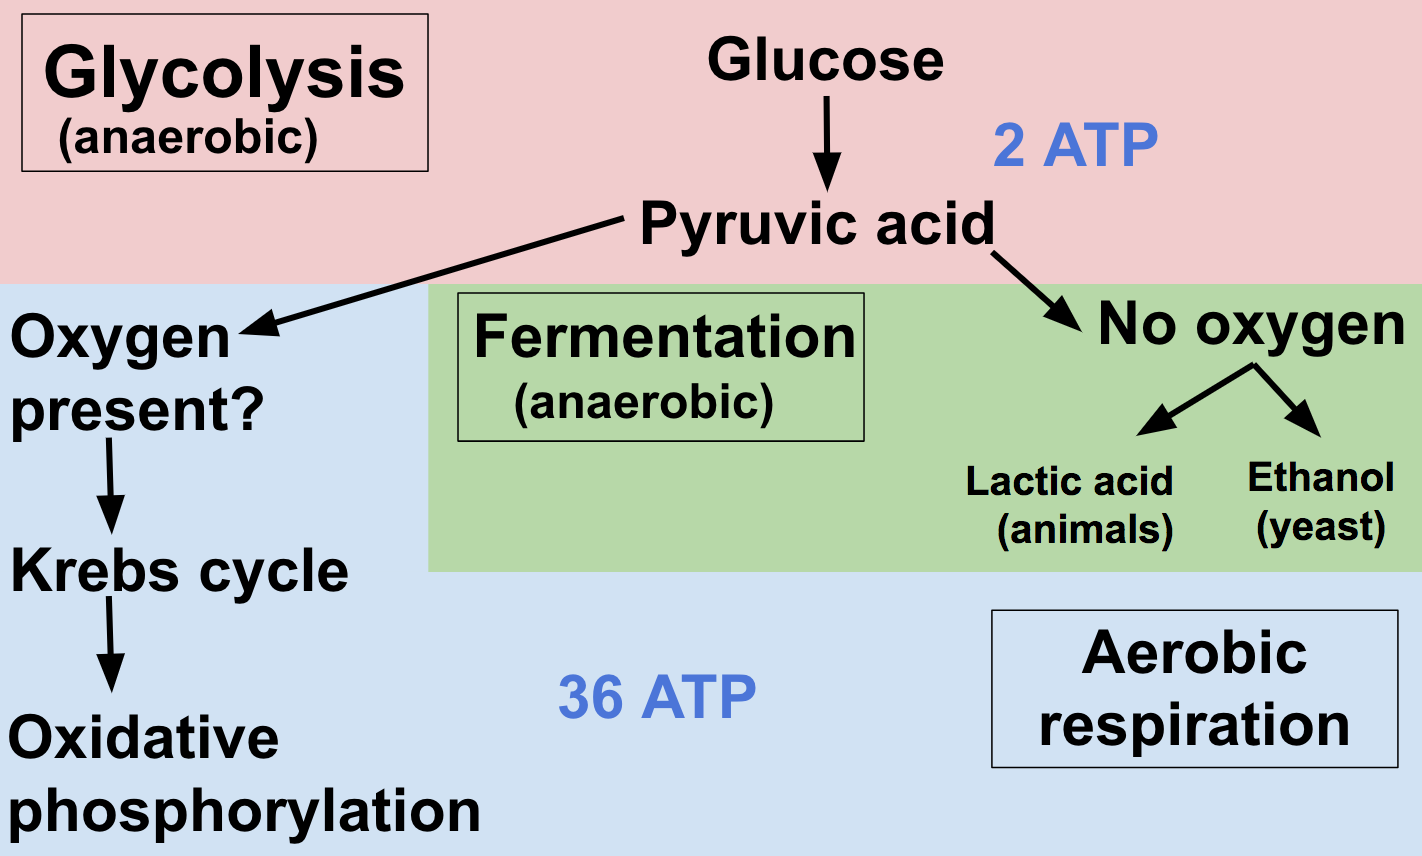 Glycolysis
(anaerobic)
Glucose
2 ATP
Pyruvic acid
Oxygen
present?
Krebs cycle
Oxidative
phosphorylation
Fermentation
(anaerobic)
No oxygen
Lactic acid
(animals)
Ethanol
(yeast)
36 ATP
Aerobic
respiration